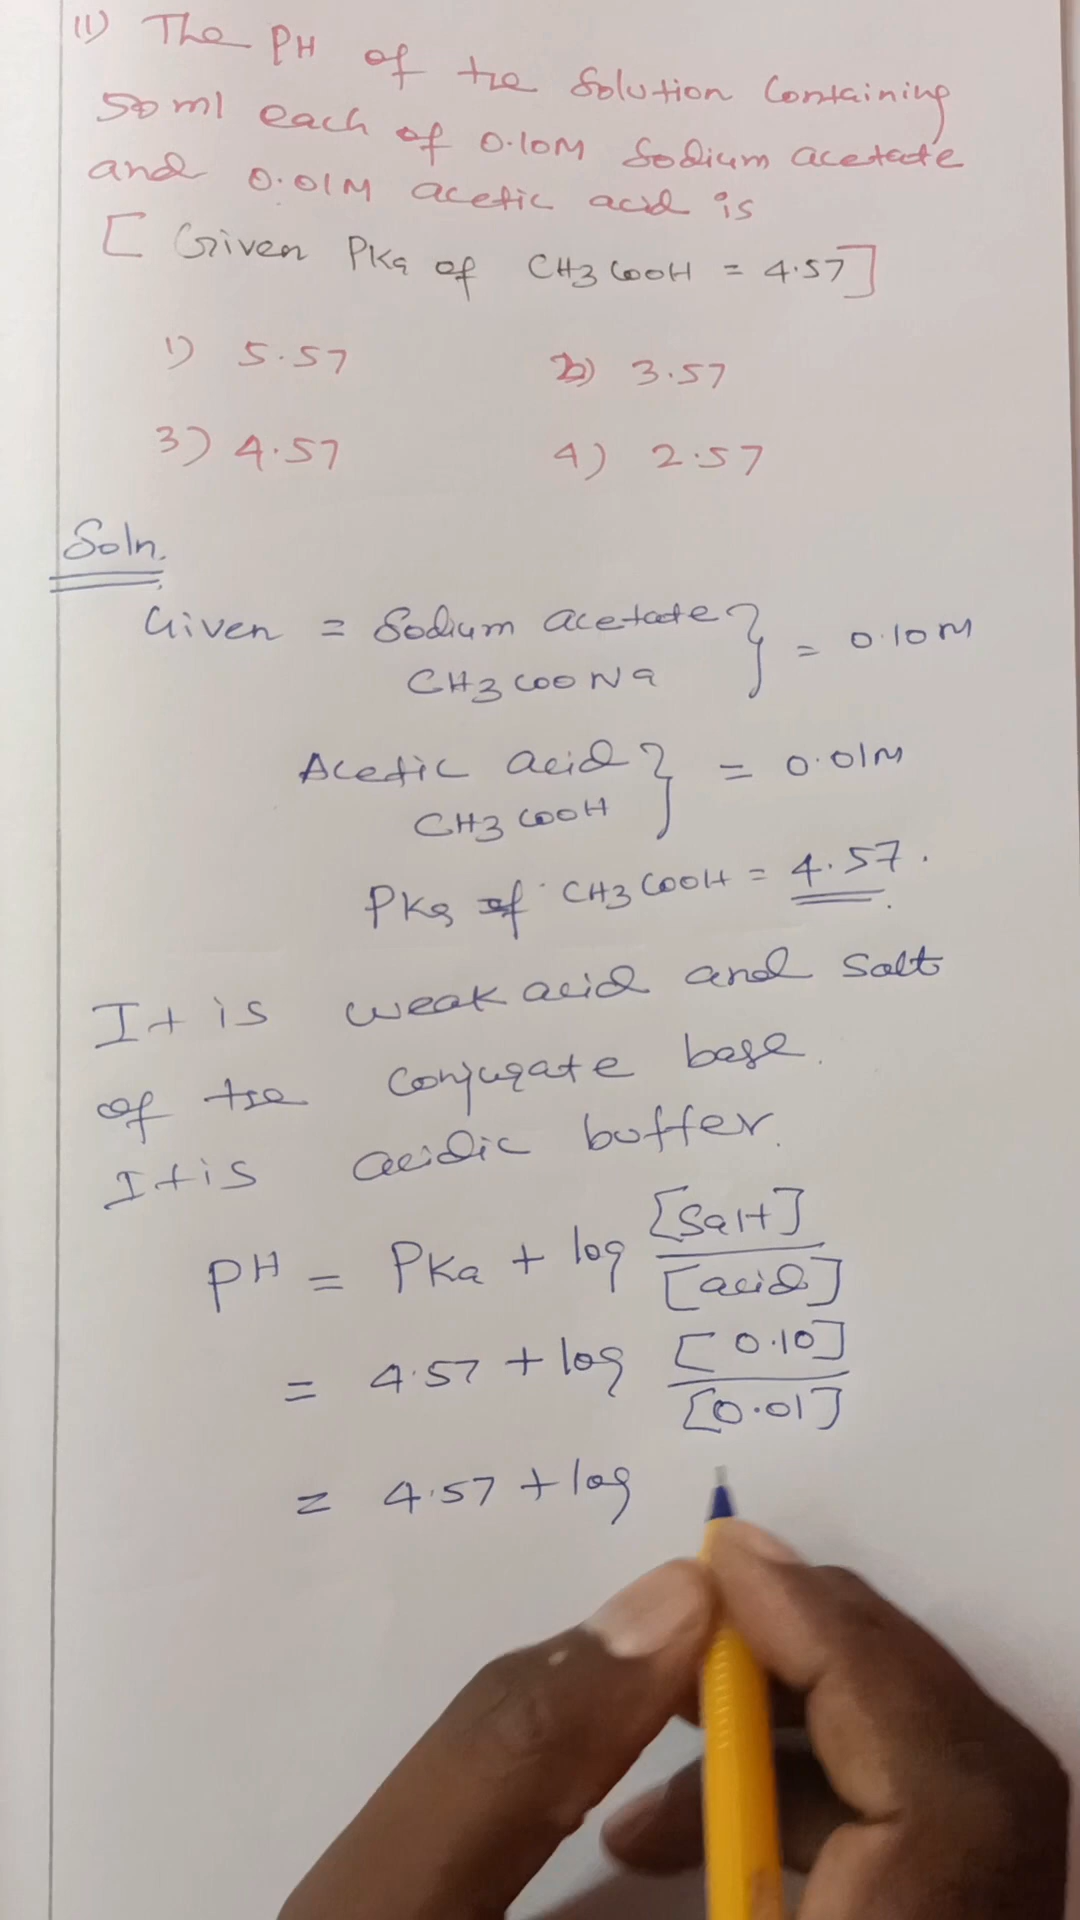 11) The PH of the Solution Containing
50 ml each of 0.10M Sodium acetate
and 0.01M acetic acid is
[ Given PKa of CH3COOH = 4.57]
1) 5.57 2) 3.57
3) 4.57 4) 2.57
Soln.
Given = Sodium acetate } = 0.10M
CH3COONa
Acetic acid } = 0.01M
CH3COOH
PKa of CH3COOH = 4.57.
It is weak acid and Salt
of the Conjugate base.
It is acidic buffer.
PH = PKa + log [Salt]
[acid]
= 4.57 + log [0.10]
[0.01]
= 4.57 + log